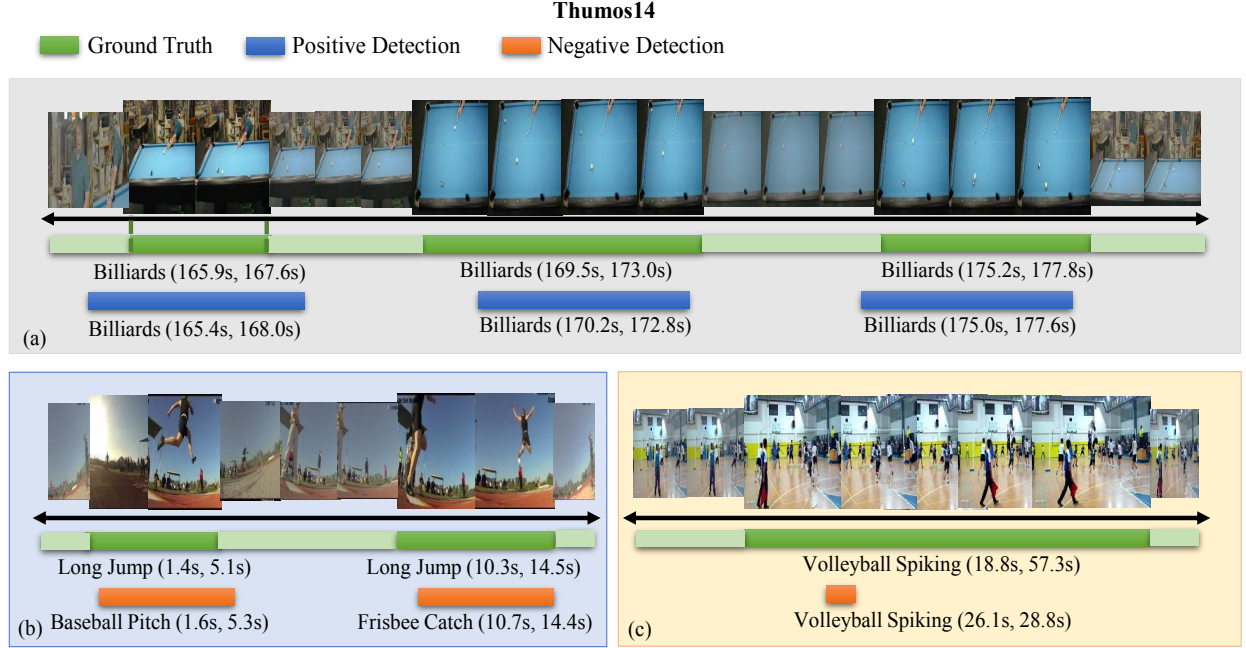 Thumos14
Ground Truth Positive Detection Negative Detection
Billiards (165.9s, 167.6s) Billiards (169.5s, 173.0s) Billiards (175.2s, 177.8s)
Billiards (165.4s, 168.0s) Billiards (170.2s, 172.8s) Billiards (175.0s, 177.6s)
(a)
Long Jump (1.4s, 5.1s) Long Jump (10.3s, 14.5s)
Baseball Pitch (1.6s, 5.3s) Frisbee Catch (10.7s, 14.4s)
(b)
Volleyball Spiking (18.8s, 57.3s)
Volleyball Spiking (26.1s, 28.8s)
(c)